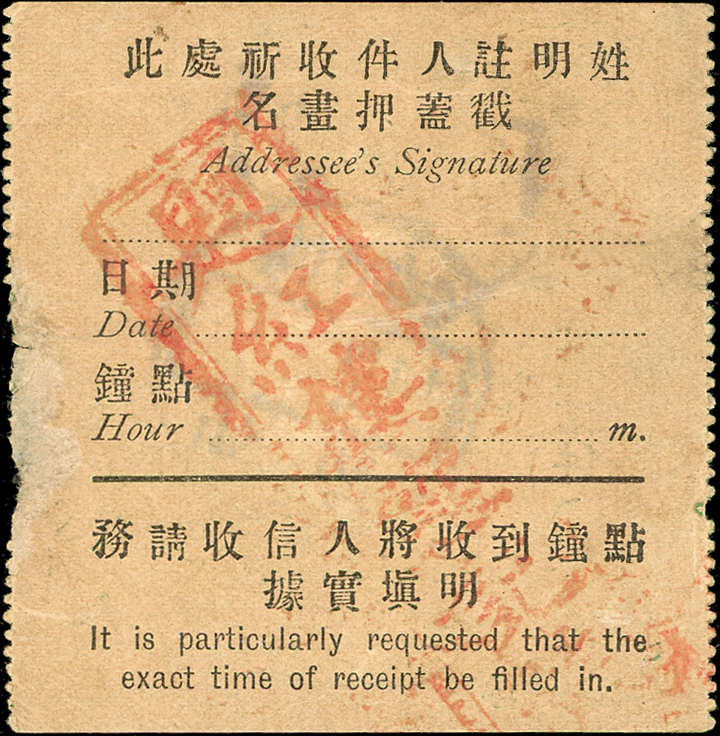 此處祈收件人註明姓
名畫押蓋戳
Addressee's Signature
日期
Date
鐘點
Hour m.
務請收信人將收到鐘點
據實填明
It is particularly requested that the
exact time of receipt be filled in.